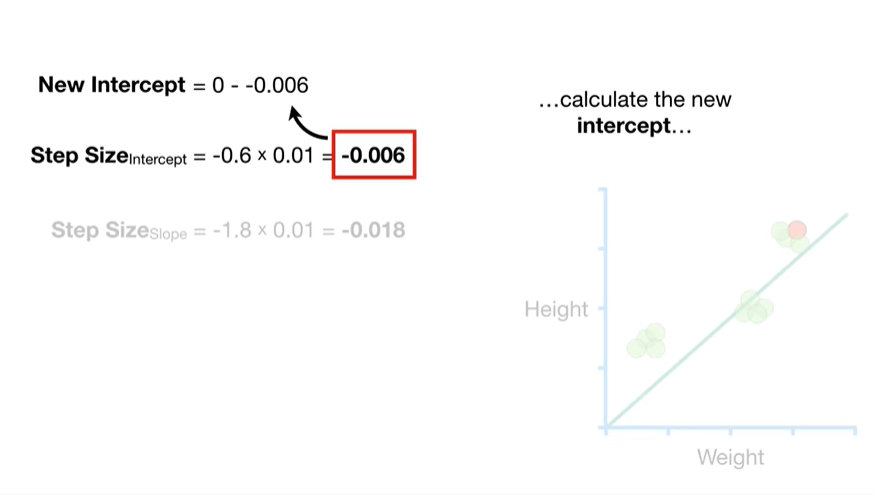 New Intercept = 0 - -0.006
…calculate the new
intercept…
Step SizeIntercept = -0.6 × 0.01 = -0.006
Step SizeSlope = -1.8 × 0.01 = -0.018
Height
Weight